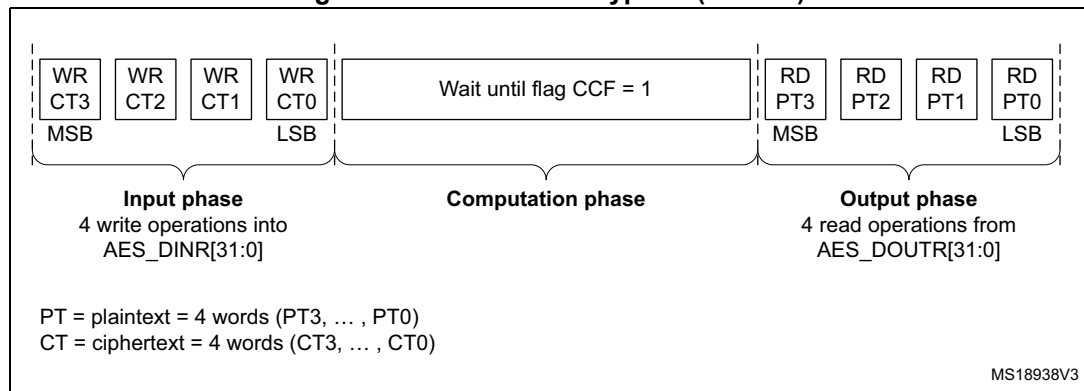 WR CT3 WR CT2 WR CT1 WR CT0 Wait until flag CCF = 1 RD PT3 RD PT2 RD PT1 RD PT0
MSB LSB MSB LSB
Input phase Computation phase Output phase
4 write operations into 4 read operations from
AES_DINR[31:0] AES_DOUTR[31:0]
PT = plaintext = 4 words (PT3, … , PT0)
CT = ciphertext = 4 words (CT3, … , CT0)
MS18938V3